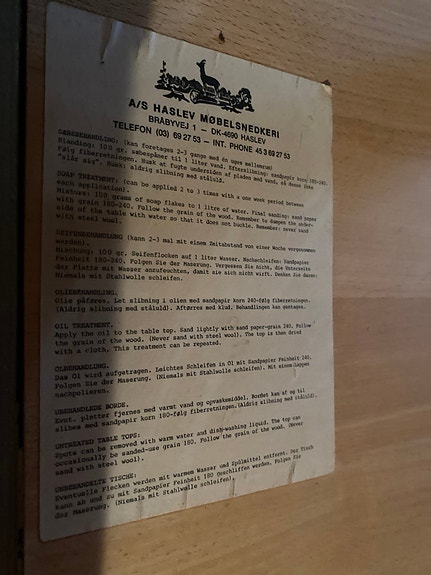 A/S HASLEV MØBELSNEDKERI
BRÅBYVEJ 1 – DK-4690 HASLEV
TELEFON (03) 69 27 53 – INT. PHONE 45 3 69 27 53
SÆBEBEHANDLING: (kan foretages 2-3 gange med én uges mellemrum)
Blanding: 100 gr. sæbespåner til 1 liter vand. Efterslibning: sandpapir korn 180-240.
Følg fiberretningen. Husk at fugte undersiden af pladen med vand, så denne ikke
"slår sig". Husk: aldrig slibning med ståluld.
SOAP TREATMENT. (can be applied 2 to 3 times with a one week period between
each application).
Mixture: 100 grams of soap flakes to 1 litre of water. Final sanding: sand paper
with grain 180-240. Follow the grain of the wood. Remember to dampen the under-
side of the table with water so that it does not buckle. Remember: never sand
with steel wool.
SEIFENBEHANDLUNG (kann 2-3 mal mit einem Zeitabstand von einer Woche vorgenommen
werden).
Mischung: 100 gr. Seifenflocken auf 1 liter Wasser. Nachschleifen: Sandpapier
Feinheit 180-240. Folgen Sie der Maserung. Vergessen Sie nicht, die Unterseite
der Platte mit Wasser anzufeuchten, damit sie sich nicht wirft. Denken Sie daran:
Niemals mit Stahlwolle schleifen.
OLIEBEHANDLING.
Olie påføres. Let slibning i olien med sandpapir korn 240-følg fiberretningen.
(Aldrig slibning med ståluld). Aftørres med klud. Behandlingen kan gentages.
OIL TREATMENT.
Apply the oil to the table top. Sand lightly with sand paper-grain 240. Follow
the grain of the wood. (Never sand with steel wool). The top is then dried
with a cloth. This treatment can be repeated.
ÖLBEHANDLUNG.
Das Öl wird aufgetragen. Leichtes Schleifen in Öl mit Sandpapier Feinheit 240.
Folgen Sie der Maserung. (Niemals mit Stahlwolle schleifen). Mit einem Lappen
nachpolieren.
UBEHANDLEDE BORDE.
Evnt. pletter fjernes med varmt vand og opvaskemiddel. Bordet kan af og til
slibes med sandpapir korn 180-følg fiberretningen. (Aldrig slibning med ståluld).
UNTREATED TABLE TOPS:
Spots can be removed with warm water and dish-washing liquid. The top can
occasionally be sanded-use grain 180. Follow the grain of the wood. (Never
sand with steel wool).
UNBEHANDELTE TISCHE:
Eventuelle Flecken werden mit warmem Wasser und Spülmittel entfernt. Der Tisch
kann ab und zu mit Sandpapier Feinheit 180 geschliffen werden. Folgen Sie
der Maserung. (Niemals mit Stahlwolle schleifen).